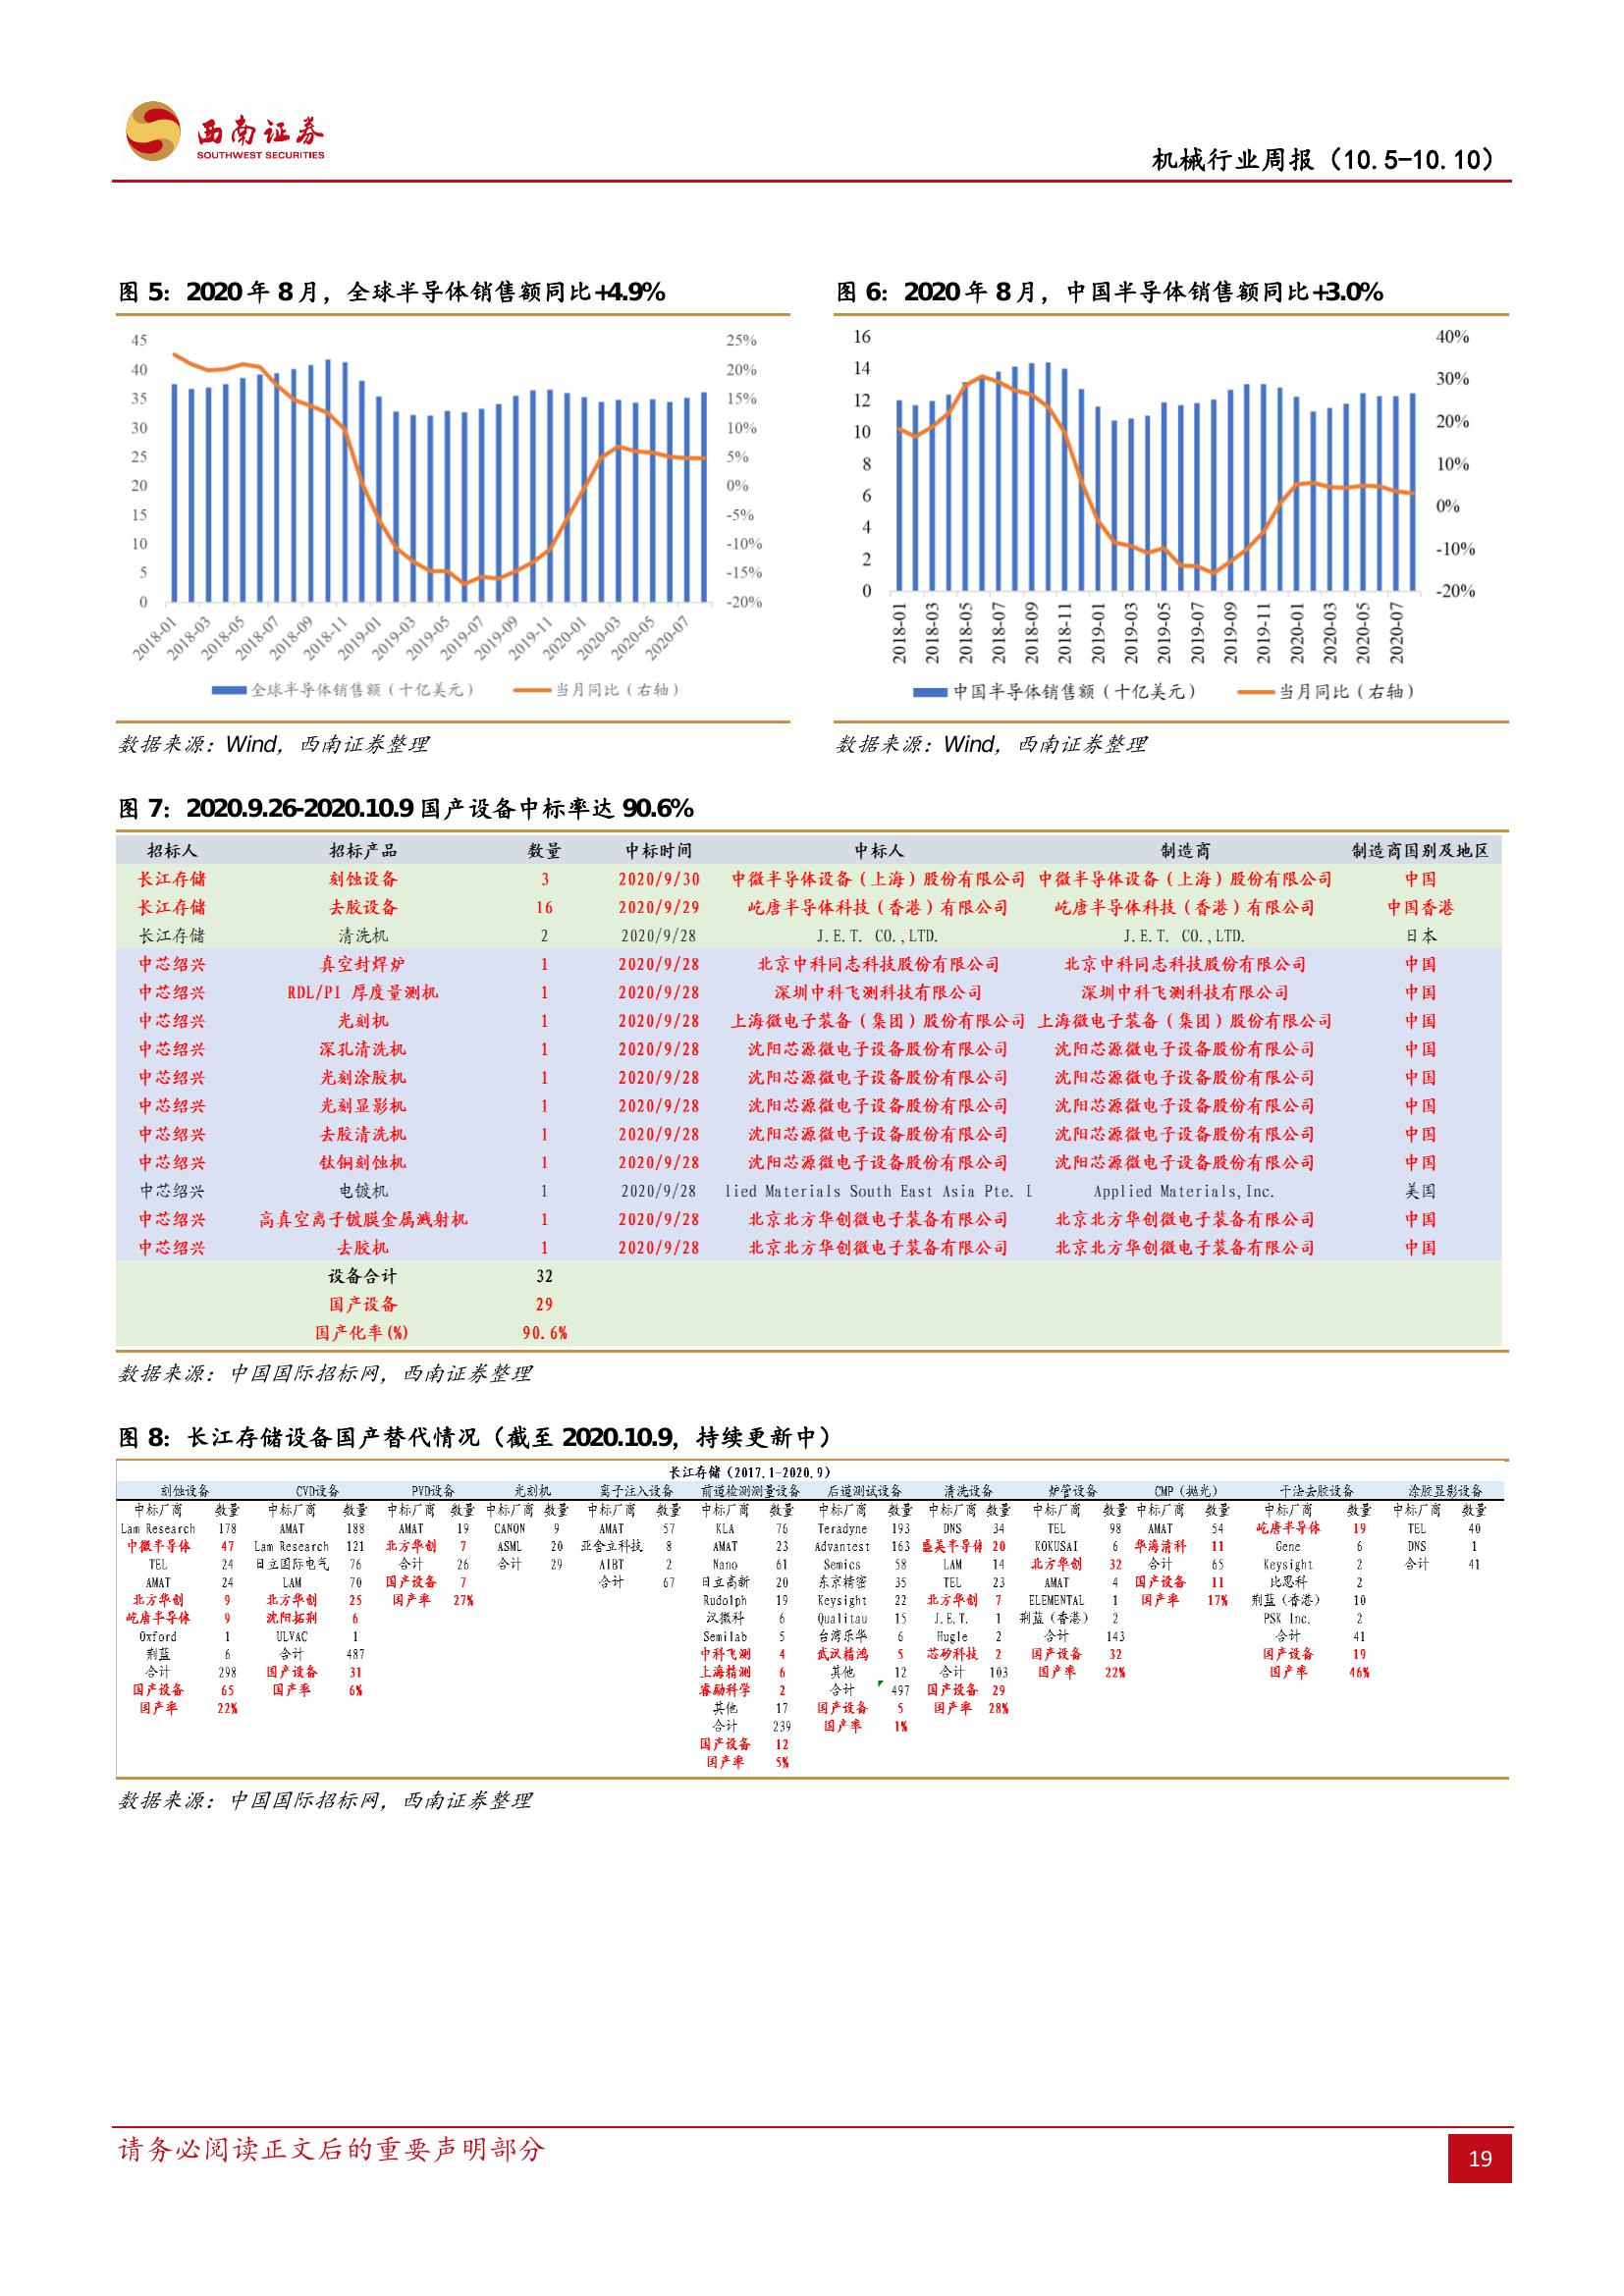 西南证券
SOUTHWEST SECURITIES
机械行业周报（10.5-10.10）
图 5：2020 年 8 月，全球半导体销售额同比+4.9%
45
40
35
30
25
20
15
10
5
0
25%
20%
15%
10%
5%
0%
-5%
-10%
-15%
-20%
2018-01 2018-03 2018-05 2018-07 2018-09 2018-11 2019-01 2019-03 2019-05 2019-07 2019-09 2019-11 2020-01 2020-03 2020-05 2020-07
全球半导体销售额（十亿美元） 当月同比（右轴）
数据来源：Wind，西南证券整理
图 6：2020 年 8 月，中国半导体销售额同比+3.0%
16
14
12
10
8
6
4
2
0
40%
30%
20%
10%
0%
-10%
-20%
2018-01 2018-03 2018-05 2018-07 2018-09 2018-11 2019-01 2019-03 2019-05 2019-07 2019-09 2019-11 2020-01 2020-03 2020-05 2020-07
中国半导体销售额（十亿美元） 当月同比（右轴）
数据来源：Wind，西南证券整理
图 7：2020.9.26-2020.10.9 国产设备中标率达 90.6%
招标人 招标产品 数量 中标时间 中标人 制造商 制造商国别及地区
长江存储 刻蚀设备 3 2020/9/30 中微半导体设备（上海）股份有限公司 中微半导体设备（上海）股份有限公司 中国
长江存储 去胶设备 16 2020/9/29 屹唐半导体科技（香港）有限公司 屹唐半导体科技（香港）有限公司 中国香港
长江存储 清洗机 2 2020/9/28 J.E.T. CO.,LTD. J.E.T. CO.,LTD. 日本
中芯绍兴 真空封焊炉 1 2020/9/28 北京中科同志科技股份有限公司 北京中科同志科技股份有限公司 中国
中芯绍兴 RDL/PI 厚度量测机 1 2020/9/28 深圳中科飞测科技有限公司 深圳中科飞测科技有限公司 中国
中芯绍兴 光刻机 1 2020/9/28 上海微电子装备（集团）股份有限公司 上海微电子装备（集团）股份有限公司 中国
中芯绍兴 深孔清洗机 1 2020/9/28 沈阳芯源微电子设备股份有限公司 沈阳芯源微电子设备股份有限公司 中国
中芯绍兴 光刻涂胶机 1 2020/9/28 沈阳芯源微电子设备股份有限公司 沈阳芯源微电子设备股份有限公司 中国
中芯绍兴 光刻显影机 1 2020/9/28 沈阳芯源微电子设备股份有限公司 沈阳芯源微电子设备股份有限公司 中国
中芯绍兴 去胶清洗机 1 2020/9/28 沈阳芯源微电子设备股份有限公司 沈阳芯源微电子设备股份有限公司 中国
中芯绍兴 钛铜刻蚀机 1 2020/9/28 沈阳芯源微电子设备股份有限公司 沈阳芯源微电子设备股份有限公司 中国
中芯绍兴 电镀机 1 2020/9/28 lied Materials South East Asia Pte. L Applied Materials,Inc. 美国
中芯绍兴 高真空离子镀膜金属溅射机 1 2020/9/28 北京北方华创微电子装备有限公司 北京北方华创微电子装备有限公司 中国
中芯绍兴 去胶机 1 2020/9/28 北京北方华创微电子装备有限公司 北京北方华创微电子装备有限公司 中国
设备合计 32
国产设备 29
国产化率(%) 90.6%
数据来源：中国国际招标网，西南证券整理
图 8：长江存储设备国产替代情况（截至 2020.10.9，持续更新中）
长江存储（2017.1-2020.9）
刻蚀设备 CVD设备 PVD设备 光刻机 离子注入设备 前道检测测量设备 后道测试设备 清洗设备 炉管设备 CMP（抛光） 干法去胶设备 涂胶显影设备
中标厂商 数量 中标厂商 数量 中标厂商 数量 中标厂商 数量 中标厂商 数量 中标厂商 数量 中标厂商 数量 中标厂商 数量 中标厂商 数量 中标厂商 数量 中标厂商 数量 中标厂商 数量
Lam Research 178 AMAT 188 AMAT 19 CANON 9 AMAT 57 KLA 76 Teradyne 193 DNS 34 TEL 98 AMAT 54 屹唐半导体 19 TEL 40
中微半导体 47 Lam Research 121 北方华创 7 ASML 20 亚舍立科技 8 AMAT 23 Advantest 163 盛美半导体 20 KOKUSAI 6 华海清科 11 Gene 6 DNS 1
TEL 24 日立国际电气 76 合计 26 合计 29 AIBT 2 Nano 61 Semics 58 LAM 14 北方华创 32 合计 65 Keysight 2 合计 41
AMAT 24 LAM 70 国产设备 7 合计 67 日立高新 20 东京精密 35 TEL 23 AMAT 4 国产设备 11 比思科 2
北方华创 9 北方华创 25 国产率 27% Rudolph 19 Keysight 22 北方华创 7 ELEMENTAL 1 国产率 17% 荆蓝（香港） 10
屹唐半导体 9 沈阳拓荆 6 汉微科 6 Qualitau 15 J.E.T. 1 荆蓝（香港） 2 PSK Inc. 2
Oxford 1 ULVAC 1 Semilab 5 台湾乐华 6 Hugle 2 合计 143 合计 41
荆蓝 6 合计 487 中科飞测 4 武汉精鸿 5 芯矽科技 2 国产设备 32 国产设备 19
合计 298 国产设备 31 上海精测 6 其他 12 合计 103 国产率 22% 国产率 46%
国产设备 65 国产率 6% 睿励科学 2 合计 497 国产设备 29
国产率 22% 其他 17 国产设备 5 国产率 28%
合计 239 国产率 1%
国产设备 12
国产率 5%
数据来源：中国国际招标网，西南证券整理
请务必阅读正文后的重要声明部分
19